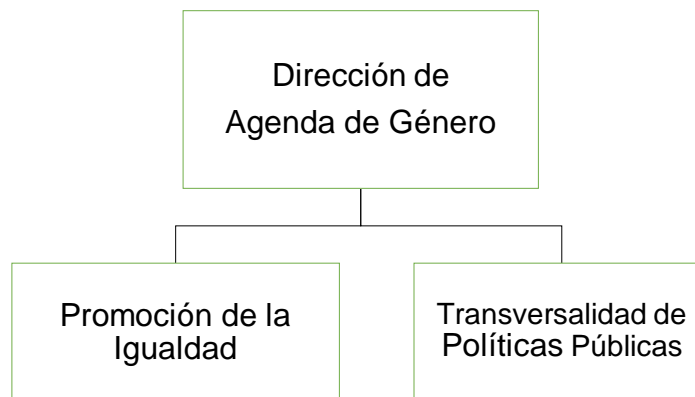 Dirección de
Agenda de Género
Promoción de la
Igualdad
Transversalidad de
Políticas Públicas